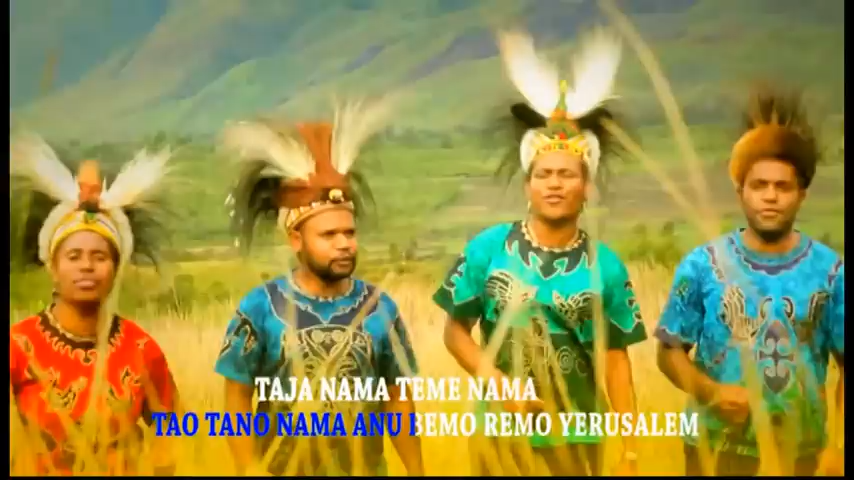 TAJA NAMA TEME NAMA
TAO TANO NAMA ANU BEMO REMO YERUSALEM